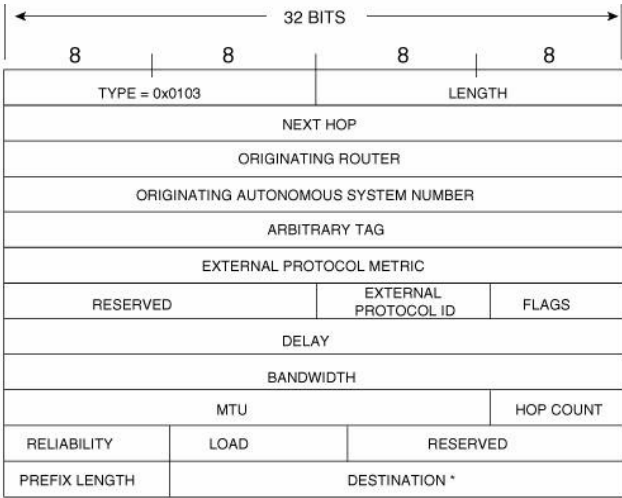 32 BITS
8 8 8 8
TYPE = 0x0103 LENGTH
NEXT HOP
ORIGINATING ROUTER
ORIGINATING AUTONOMOUS SYSTEM NUMBER
ARBITRARY TAG
EXTERNAL PROTOCOL METRIC
RESERVED EXTERNAL PROTOCOL ID FLAGS
DELAY
BANDWIDTH
MTU HOP COUNT
RELIABILITY LOAD RESERVED
PREFIX LENGTH DESTINATION *